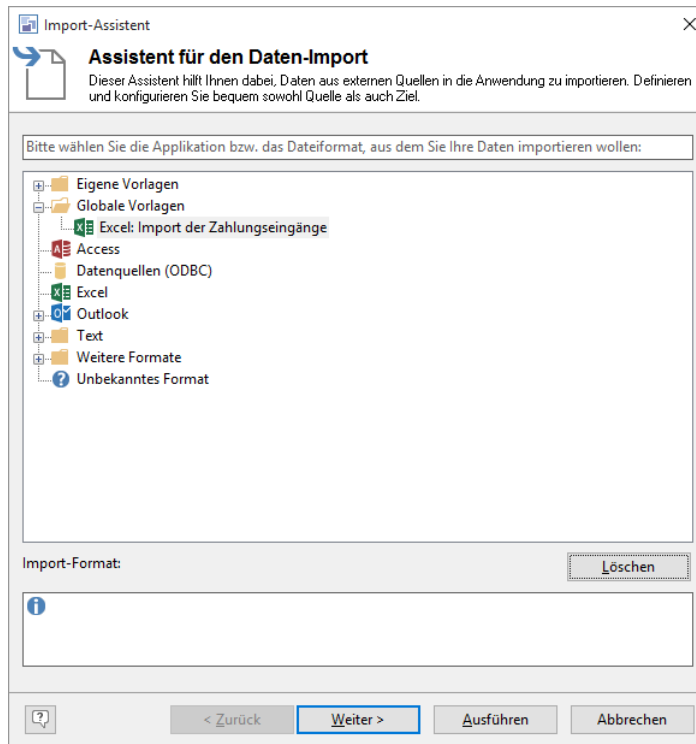 Import-Assistent
Assistent für den Daten-Import
Dieser Assistent hilft Ihnen dabei, Daten aus externen Quellen in die Anwendung zu importieren. Definieren
und konfigurieren Sie bequem sowohl Quelle als auch Ziel.
Bitte wählen Sie die Applikation bzw. das Dateiformat, aus dem Sie Ihre Daten importieren wollen:
Eigene Vorlagen
Globale Vorlagen
Excel: Import der Zahlungseingänge
Access
Datenquellen (ODBC)
Excel
Outlook
Text
Weitere Formate
Unbekanntes Format
Import-Format:
Löschen
< Zurück
Weiter >
Ausführen
Abbrechen